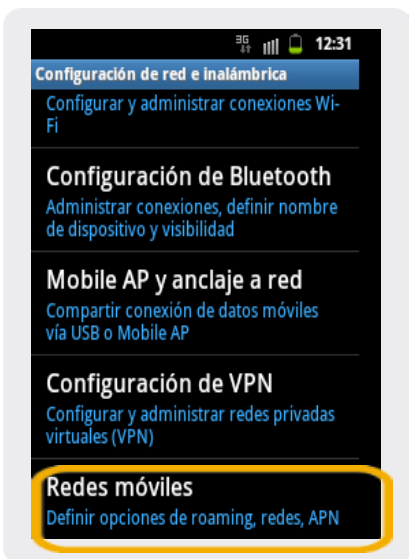 3G 12:31
Configuración de red e inalámbrica
Configurar y administrar conexiones Wi-
Fi
Configuración de Bluetooth
Administrar conexiones, definir nombre
de dispositivo y visibilidad
Mobile AP y anclaje a red
Compartir conexión de datos móviles
vía USB o Mobile AP
Configuración de VPN
Configurar y administrar redes privadas
virtuales (VPN)
Redes móviles
Definir opciones de roaming, redes, APN